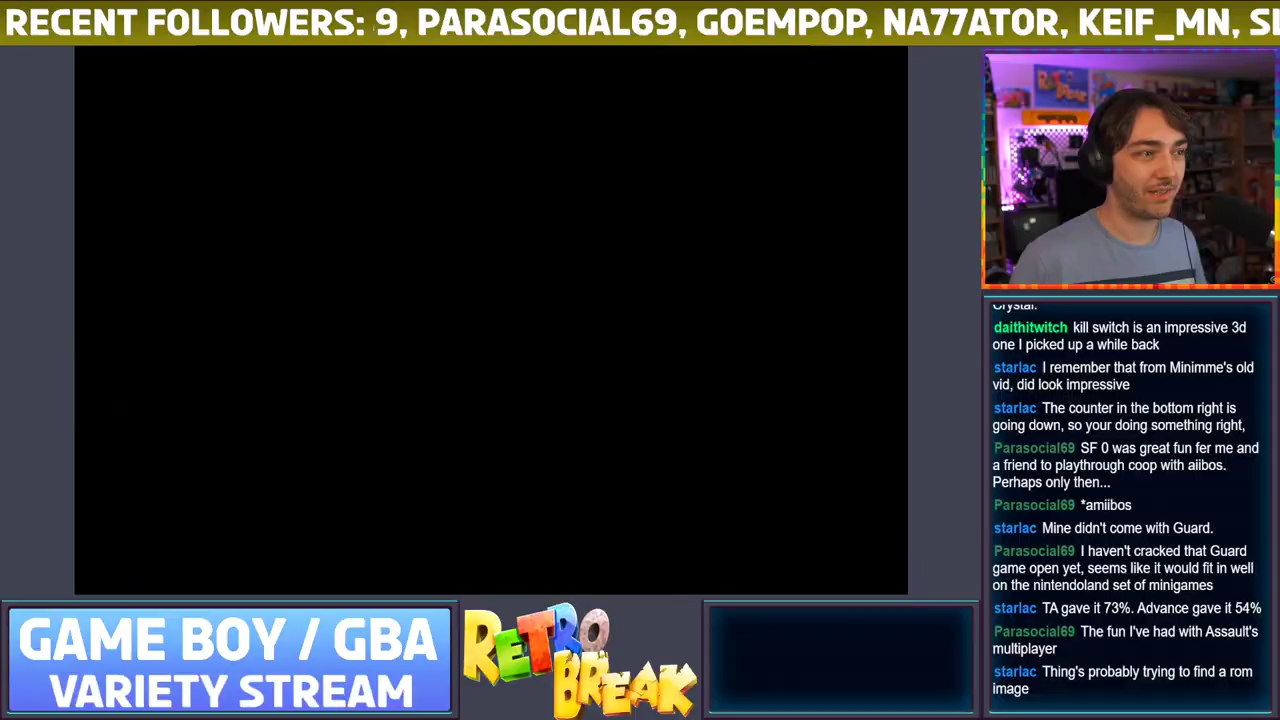 RECENT FOLLOWERS: 9, PARASOCIAL69, GOEMPOP, NA77ATOR, KEIF_MN,
RETRO
BREAK
Crystal.
daithitwitch kill switch is an impressive 3d
one I picked up a while back
starlac I remember that from Minimme's old
vid, did look impressive
starlac The counter in the bottom right is
going down, so your doing something right,
Parasocial69 SF 0 was great fun fer me and
a friend to playthrough coop with aiibos.
Perhaps only then...
Parasocial69 *amiibos
starlac Mine didn't come with Guard.
Parasocial69 I haven't cracked that Guard
game open yet, seems like it would fit in well
on the nintendoland set of minigames
starlac TA gave it 73%. Advance gave it 54%
Parasocial69 The fun I've had with Assault's
multiplayer
starlac Thing's probably trying to find a rom
image
GAME BOY / GBA
VARIETY STREAM
RETRO
BREAK